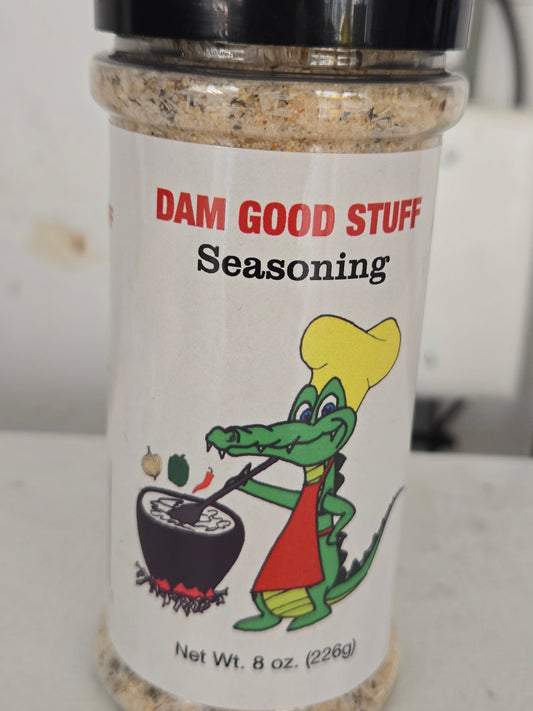 DAM GOOD STUFF
Seasoning
Net Wt. 8 oz. (226g)